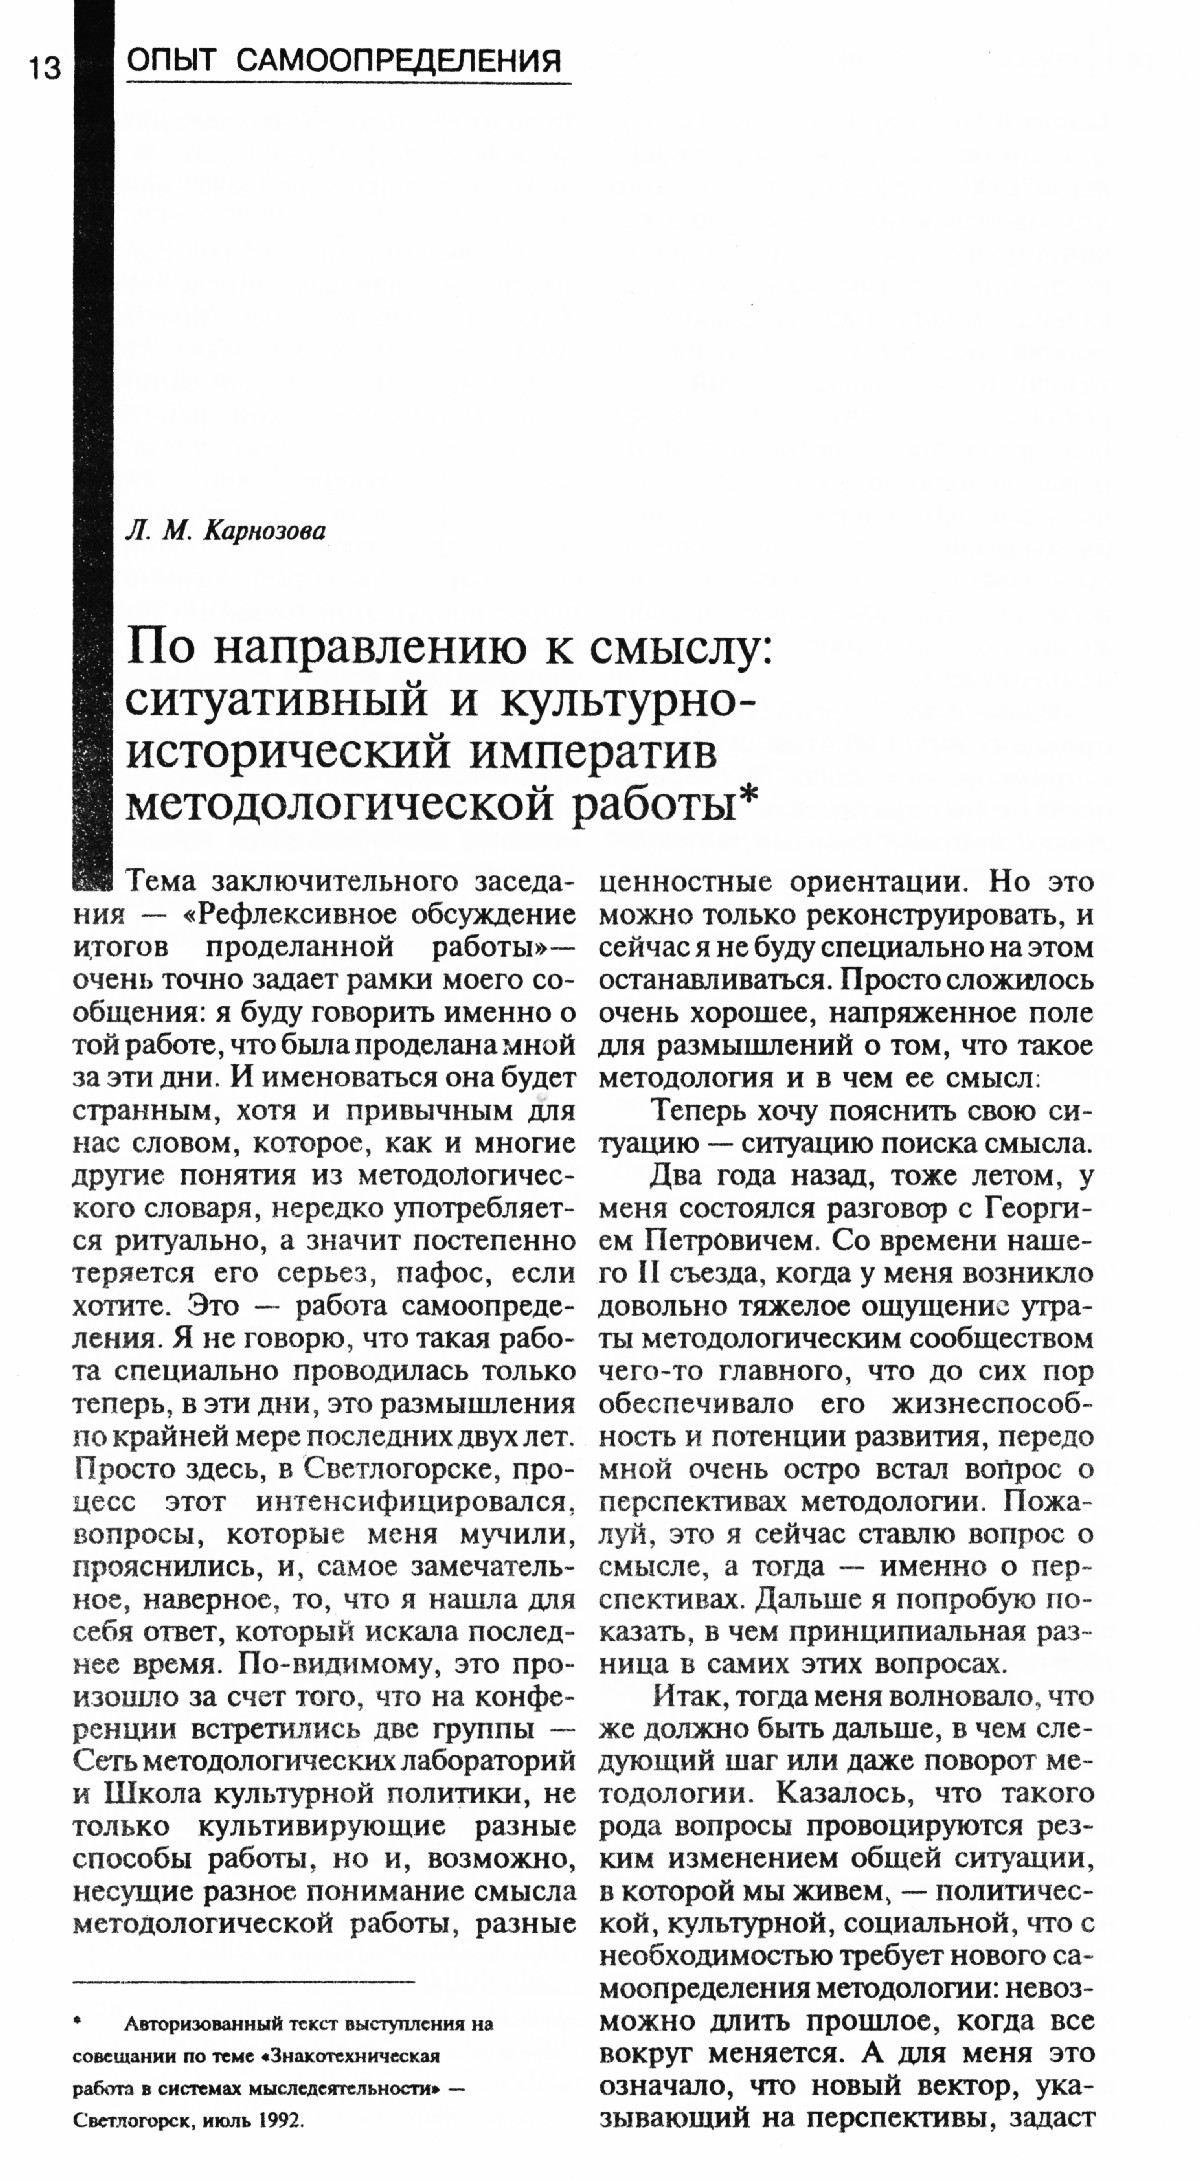 13
ОПЫТ САМООПРЕДЕЛЕНИЯ
Л. М. Карнозова
По направлению к смыслу:
ситуативный и культурно-
исторический императив
методологической работы*
Тема заключительного заседа-
ния — «Рефлексивное обсуждение
итогов проделанной работы»—
очень точно задает рамки моего со-
общения: я буду говорить именно о
той работе, что была проделана мной
за эти дни. И именоваться она будет
странным, хотя и привычным для
нас словом, которое, как и многие
другие понятия из методологичес-
кого словаря, нередко употребляет-
ся ритуально, а значит постепенно
теряется его серьез, пафос, если
хотите. Это — работа самоопреде-
ления. Я не говорю, что такая рабо-
та специально проводилась только
теперь, в эти дни, это размышления
по крайней мере последних двух лет.
Просто здесь, в Светлогорске, про-
цесс этот интенсифицировался,
вопросы, которые меня мучили,
прояснились, и, самое замечатель-
ное, наверное, то, что я нашла для
себя ответ, который искала послед-
нее время. По-видимому, это про-
изошло за счет того, что на конфе-
ренции встретились две группы —
Сеть методологических лабораторий
и Школа культурной политики, не
только культивирующие разные
способы работы, но и, возможно,
несущие разное понимание смысла
методологической работы, разные
* Авторизованный текст выступления на
совещании по теме «Знакотехническая
работа в системах мыследеятельности» —
Светлогорск, июль 1992.
ценностные ориентации. Но это
можно только реконструировать, и
сейчас я не буду специально на этом
останавливаться. Просто сложилось
очень хорошее, напряженное поле
для размышлений о том, что такое
методология и в чем ее смысл:
Теперь хочу пояснить свою си-
туацию — ситуацию поиска смысла.
Два года назад, тоже летом, у
меня состоялся разговор с Георги-
ем Петровичем. Со времени наше-
го II съезда, когда у меня возникло
довольно тяжелое ощущение утра-
ты методологическим сообществом
чего-то главного, что до сих пор
обеспечивало его жизнеспособ-
ность и потенции развития, передо
мной очень остро встал вопрос о
перспективах методологии. Пожа-
луй, это я сейчас ставлю вопрос о
смысле, а тогда — именно о пер-
спективах. Дальше я попробую по-
казать, в чем принципиальная раз-
ница в самих этих вопросах.
Итак, тогда меня волновало, что
же должно быть дальше, в чем сле-
дующий шаг или даже поворот ме-
тодологии. Казалось, что такого
рода вопросы провоцируются рез-
ким изменением общей ситуации,
в которой мы живем, — политичес-
кой, культурной, социальной, что с
необходимостью требует нового са-
моопределения методологии: невоз-
можно длить прошлое, когда все
вокруг меняется. А для меня это
означало, что новый вектор, ука-
зывающий на перспективы, задаст